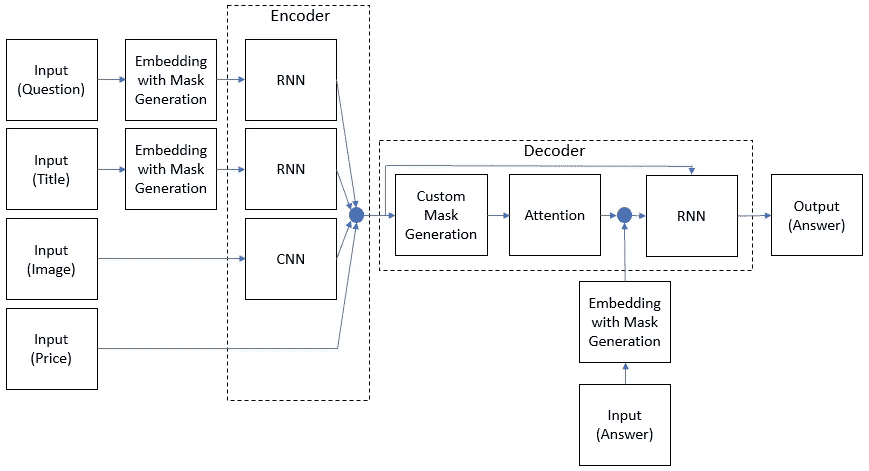 Encoder
Input
(Question)
Embedding
with Mask
Generation
RNN
Input
(Title)
Embedding
with Mask
Generation
RNN
Input
(Image)
CNN
Input
(Price)
Decoder
Custom
Mask
Generation
Attention
RNN
Output
(Answer)
Embedding
with Mask
Generation
Input
(Answer)